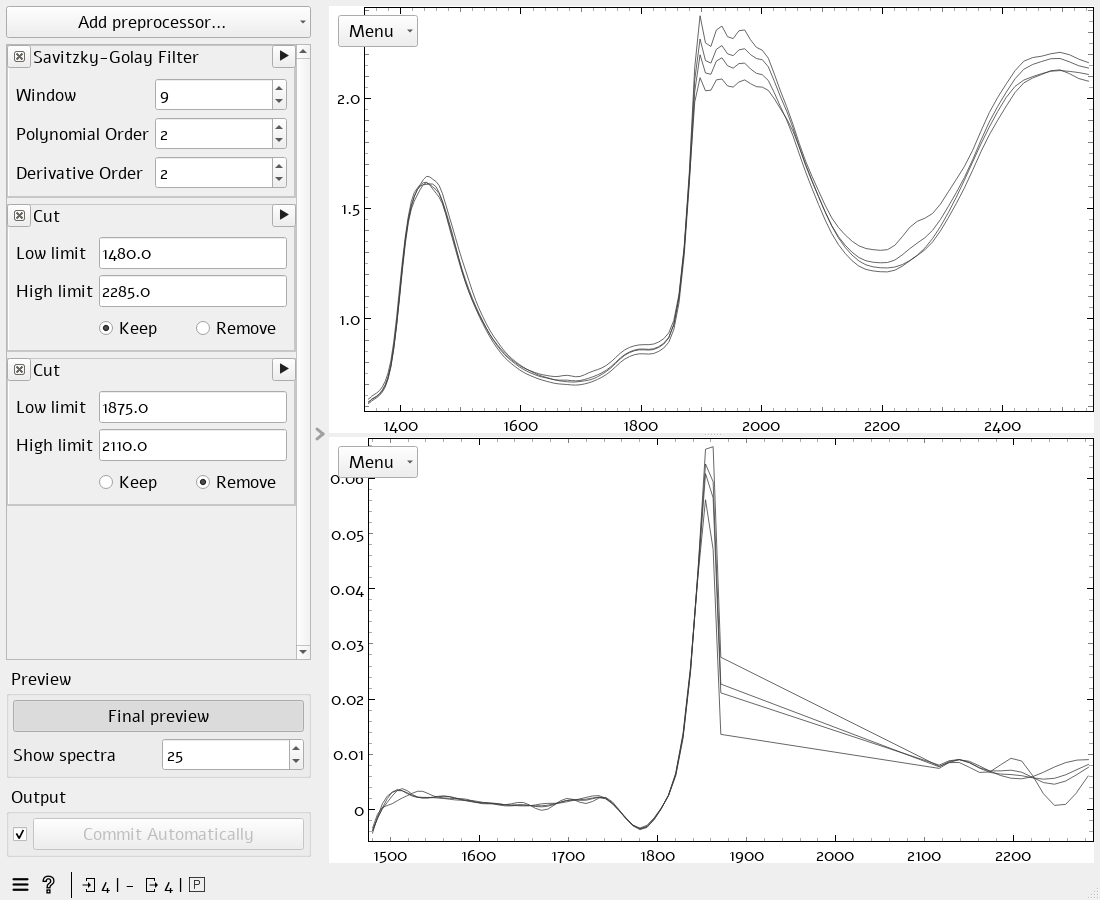 Add preprocessor...
Savitzky-Golay Filter
Window 9
Polynomial Order 2
Derivative Order 2
Cut
Low limit 1480.0
High limit 2285.0
Keep Remove
Cut
Low limit 1875.0
High limit 2110.0
Keep Remove
Preview
Final preview
Show spectra 25
Output
Commit Automatically
? 4 | - 4 | P
Menu
2.0
1.5
1.0
1400 1600 1800 2000 2200 2400
Menu
0.06
0.05
0.04
0.03
0.02
0.01
0
1500 1600 1700 1800 1900 2000 2100 2200